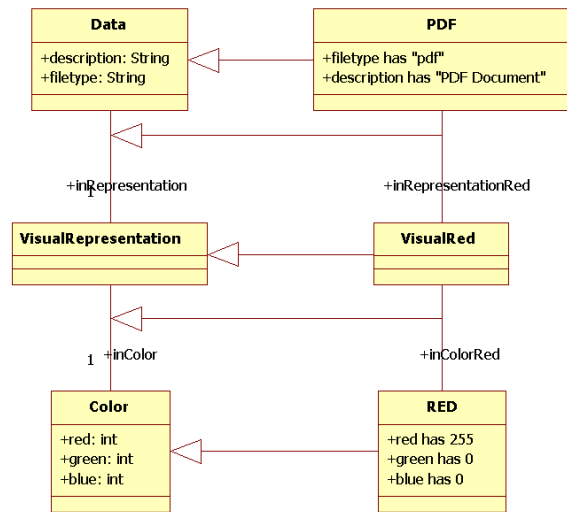 Data
+description: String
+filetype: String
PDF
+filetype has "pdf"
+description has "PDF Document"
+inRepresentation
1
+inRepresentationRed
VisualRepresentation
VisualRed
1
+inColor
+inColorRed
Color
+red: int
+green: int
+blue: int
RED
+red has 255
+green has 0
+blue has 0